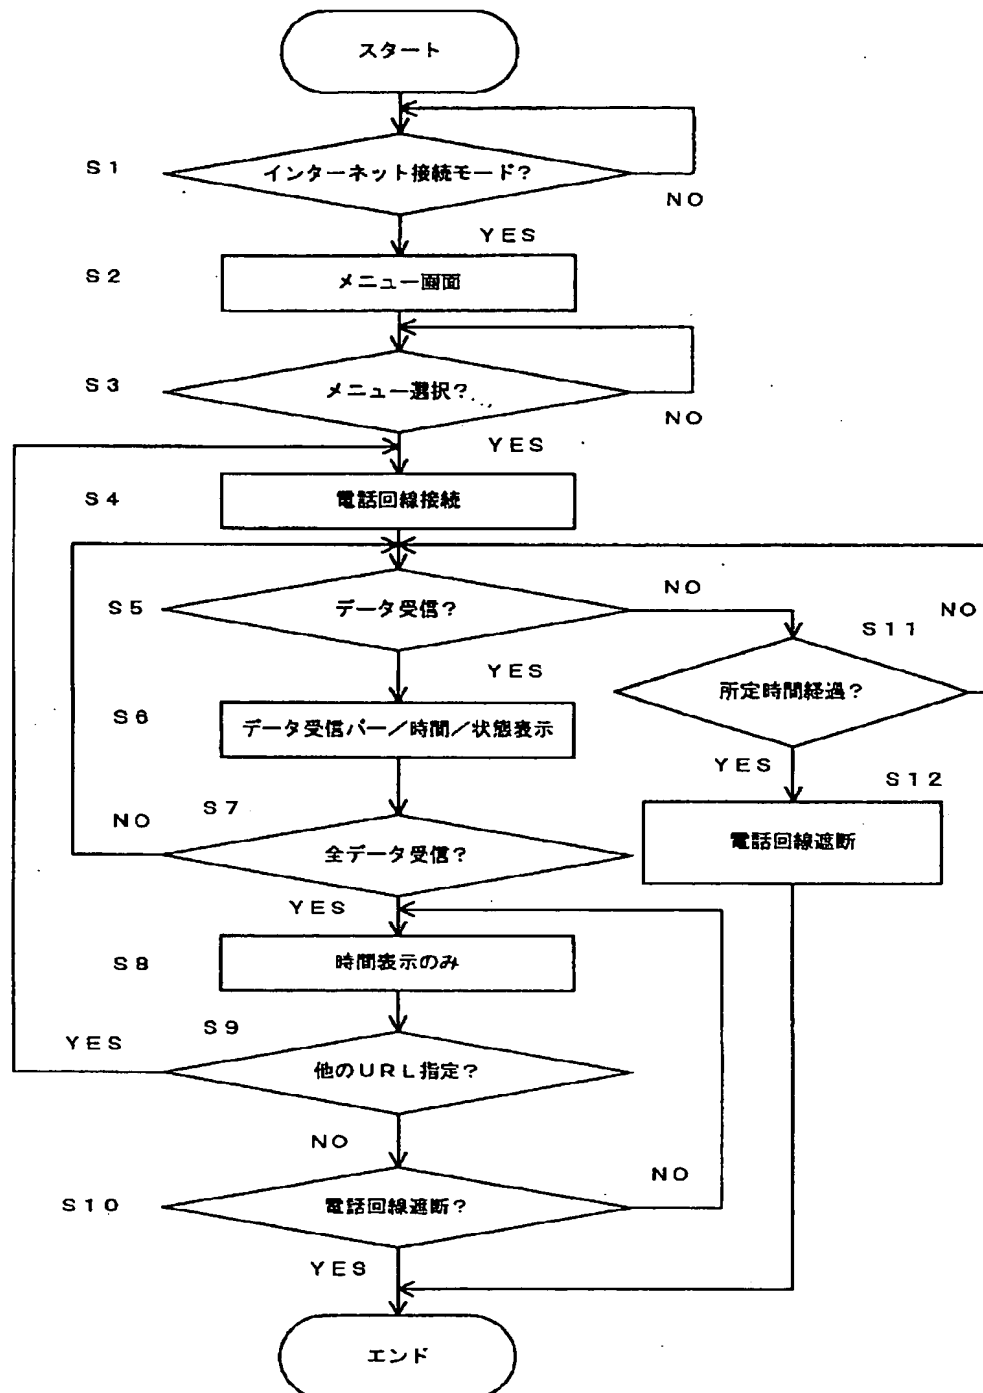 スタート
S1
インターネット接続モード?
NO
YES
S2
メニュー画面
S3
メニュー選択?
NO
YES
S4
電話回線接続
S5
データ受信?
NO
NO
S11
YES
所定時間経過?
S6
データ受信バー/時間/状態表示
YES
S12
S7
NO
全データ受信?
電話回線遮断
YES
S8
時間表示のみ
S9
YES
他のURL指定?
NO
NO
S10
電話回線遮断?
YES
エンド